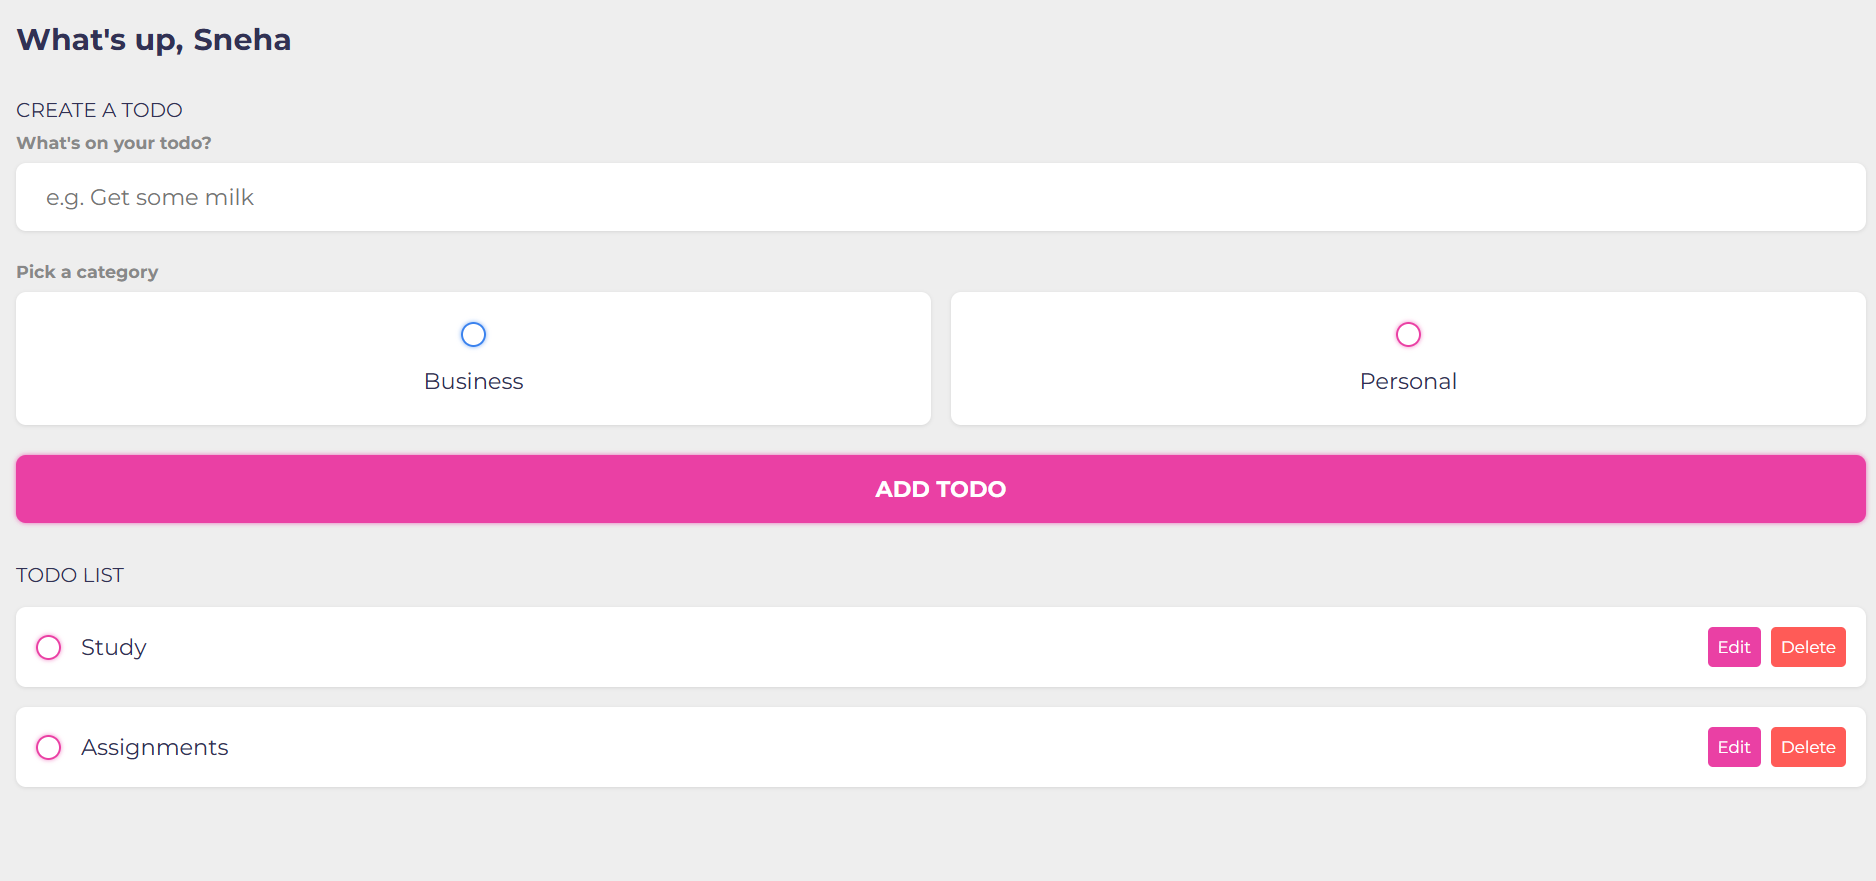 What's up, Sneha
CREATE A TODO
What's on your todo?
e.g. Get some milk
Pick a category
Business
Personal
ADD TODO
TODO LIST
Study
Edit
Delete
Assignments
Edit
Delete